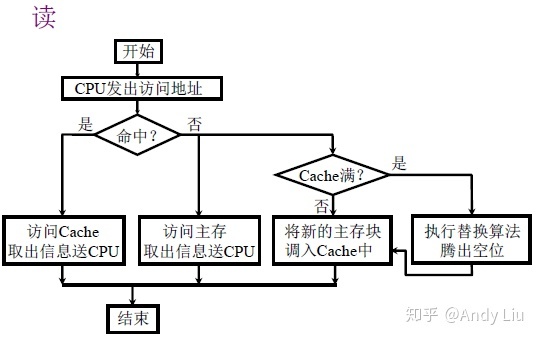 读
开始
CPU发出访问地址
是
命中？
否
Cache满？
是
否
访问Cache
取出信息送CPU
访问主存
取出信息送CPU
将新的主存块
调入Cache中
执行替换算法
腾出空位
结束
知乎 @Andy Liu